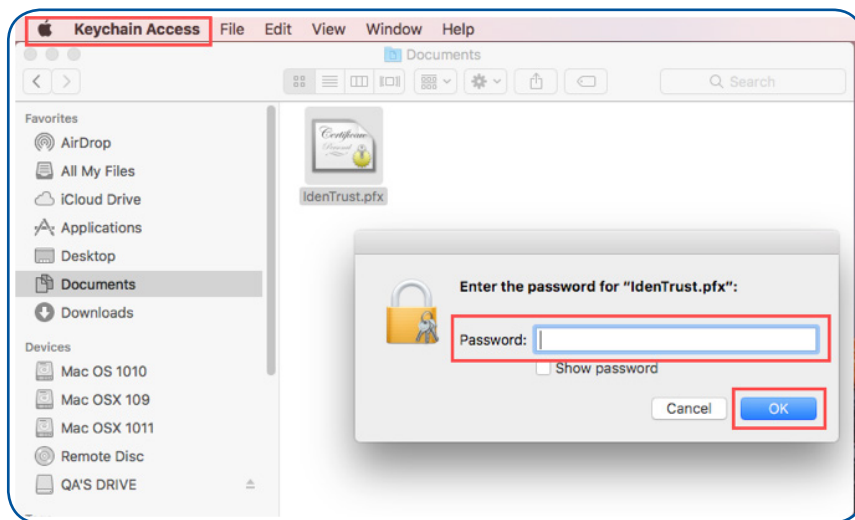 Keychain Access File Edit View Window Help
Documents
Search
Favorites
AirDrop
All My Files
iCloud Drive
Applications
Desktop
Documents
Downloads
Devices
Mac OS 1010
Mac OSX 109
Mac OSX 1011
Remote Disc
QA'S DRIVE
Certificate
Personal
IdenTrust.pfx
Enter the password for “IdenTrust.pfx”:
Password:
Show password
Cancel OK